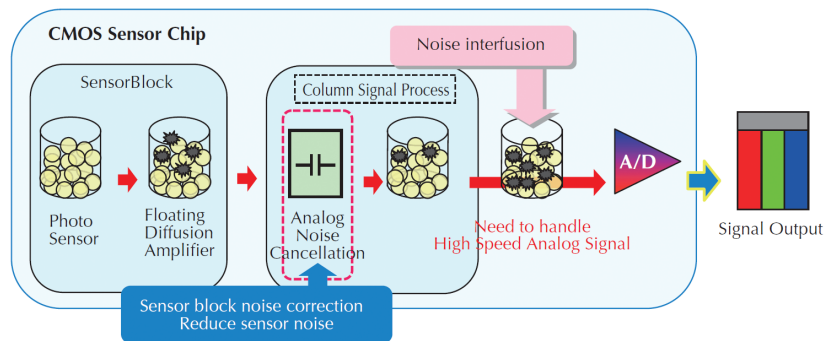 CMOS Sensor Chip
Noise interfusion
SensorBlock
Column Signal Process
A/D
Photo
Sensor
Floating
Diffusion
Amplifier
Analog
Noise
Cancellation
Need to handle
High Speed Analog Signal
Signal Output
Sensor block noise correction
Reduce sensor noise